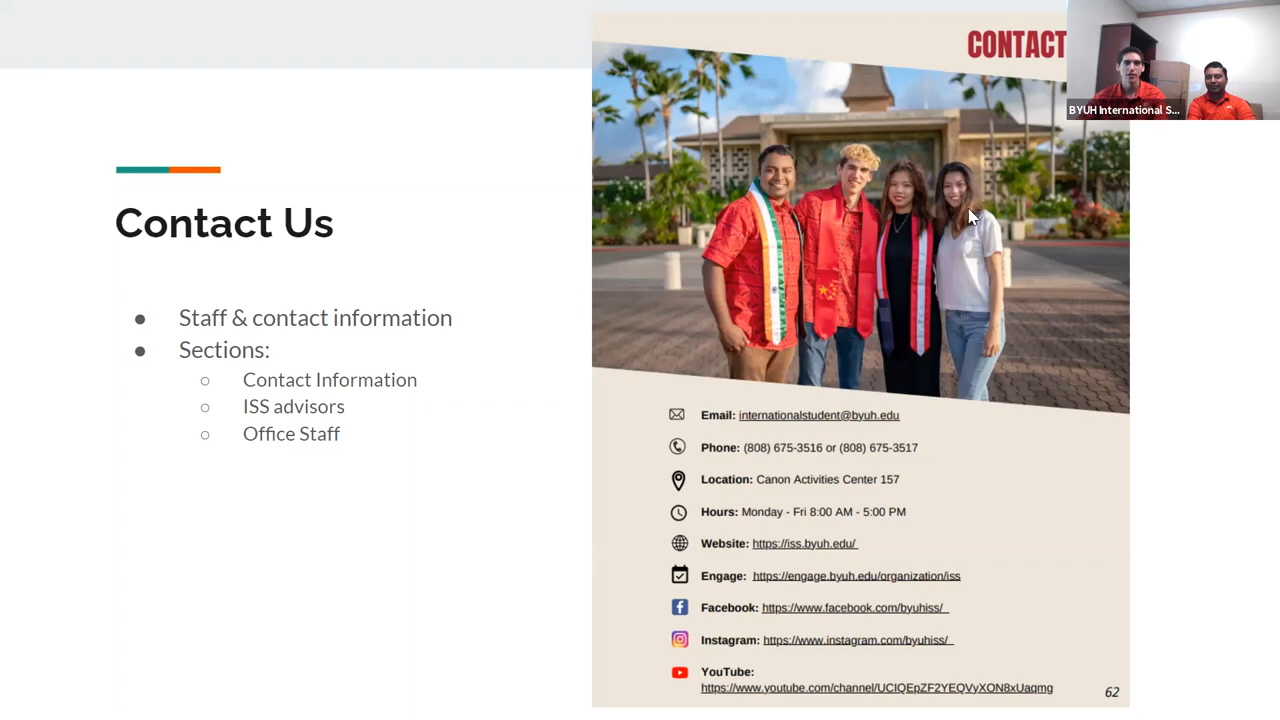 CONTACT
BYUH International S...
Contact Us
● Staff & contact information
● Sections:
○ Contact Information
○ ISS advisors
○ Office Staff
Email: internationalstudent@byuh.edu
Phone: (808) 675-3516 or (808) 675-3517
Location: Canon Activities Center 157
Hours: Monday - Fri 8:00 AM - 5:00 PM
Website: https://iss.byuh.edu/
Engage: https://engage.byuh.edu/organization/iss
Facebook: https://www.facebook.com/byuhiss/
Instagram: https://www.instagram.com/byuhiss/
YouTube:
https://www.youtube.com/channel/UCIQEpZF2YEQVyXON8xUaqmg
62